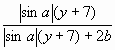 |sin a|(y + 7)
|sin a|(y + 7) + 2b